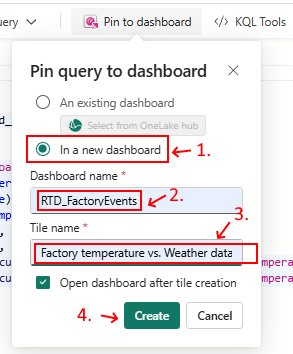 uery
Pin to dashboard
KQL Tools
Pin query to dashboard
An existing dashboard
Select from OneLake hub
In a new dashboard
1.
Dashboard name *
RTD_FactoryEvents
2.
Tile name *
3.
Factory temperature vs. Weather data
Open dashboard after tile creation
4.
Create
Cancel